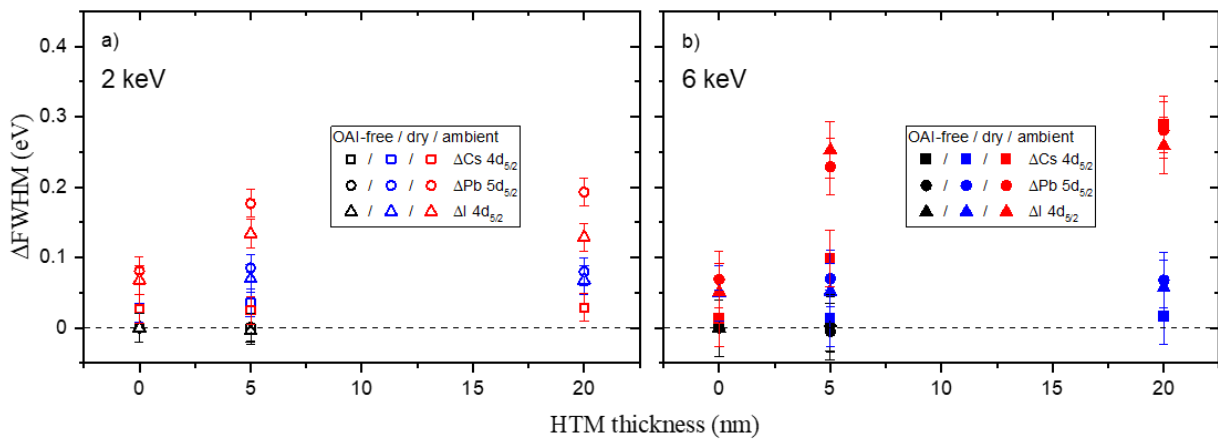 a)
2 keV
OAI-free / dry / ambient
/ / ΔCs 4d5/2
/ / ΔPb 5d5/2
/ / ΔI 4d5/2
0.4
0.3
0.2
0.1
0
ΔFWHM (eV)
0 5 10 15 20
b)
6 keV
OAI-free / dry / ambient
/ / ΔCs 4d5/2
/ / ΔPb 5d5/2
/ / ΔI 4d5/2
0 5 10 15 20
HTM thickness (nm)